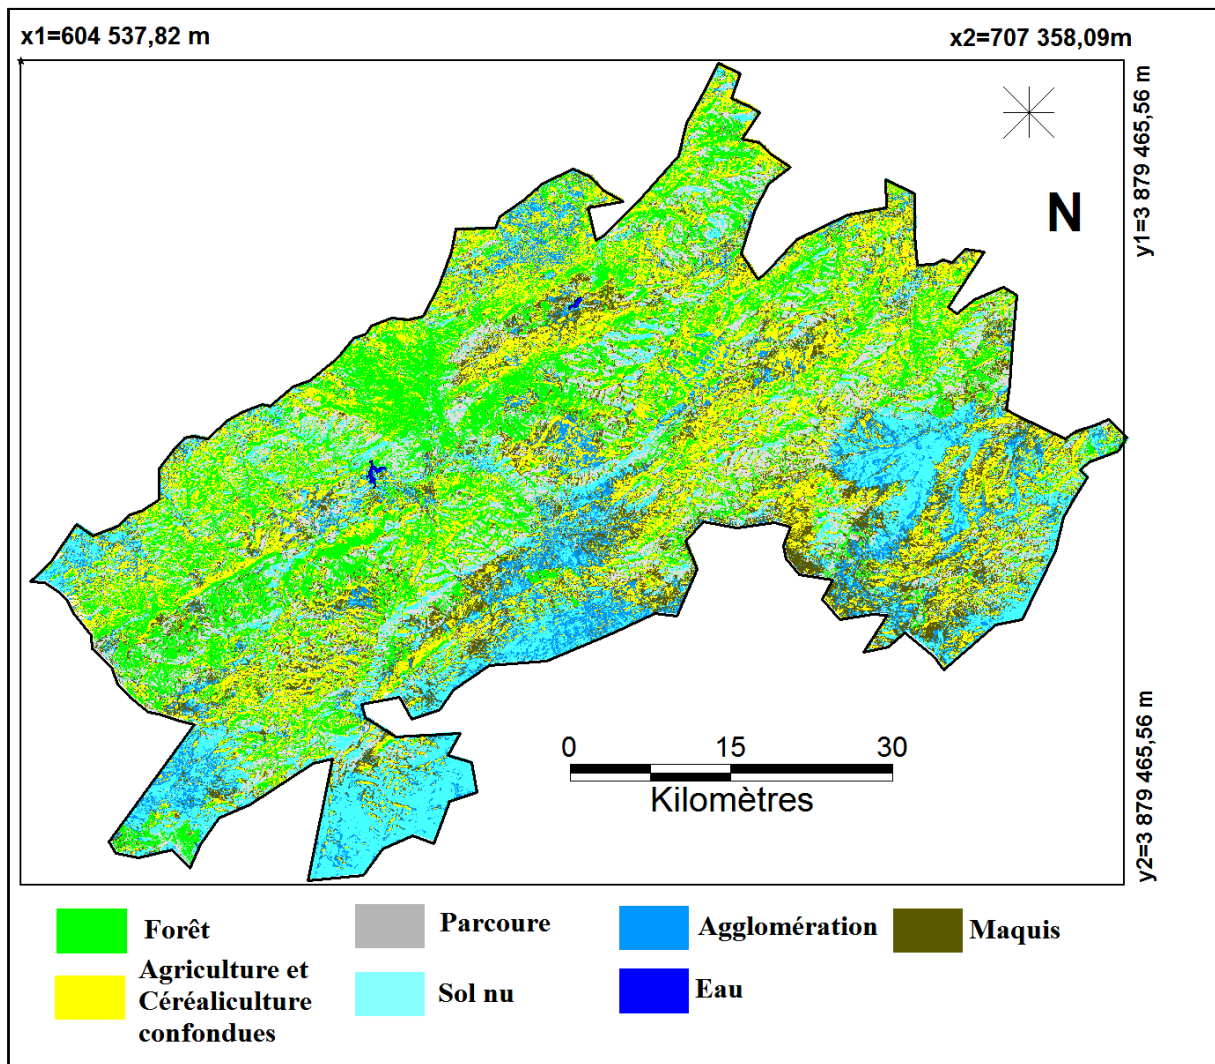 x1=604 537,82 m
x2=707 358,09m
y1=3 879 465,56 m
N
y2=3 879 465,56 m
0 15 30
Kilomètres
Forêt
Parcoure
Agglomération
Maquis
Agriculture et
Céréaliculture
confondues
Sol nu
Eau